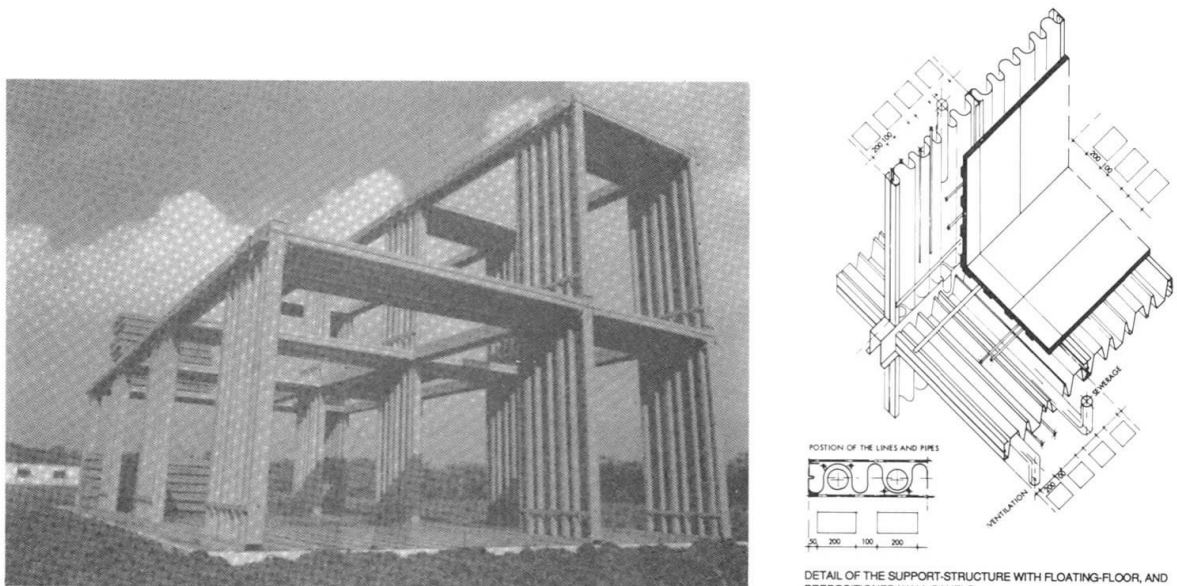 200 100
200 100
SEWERAGE
POSTION OF THE LINES AND PIPES
200 100
VENTILATION
50 200 100 200
DETAIL OF THE SUPPORT-STRUCTURE WITH FLOATING-FLOOR, AND